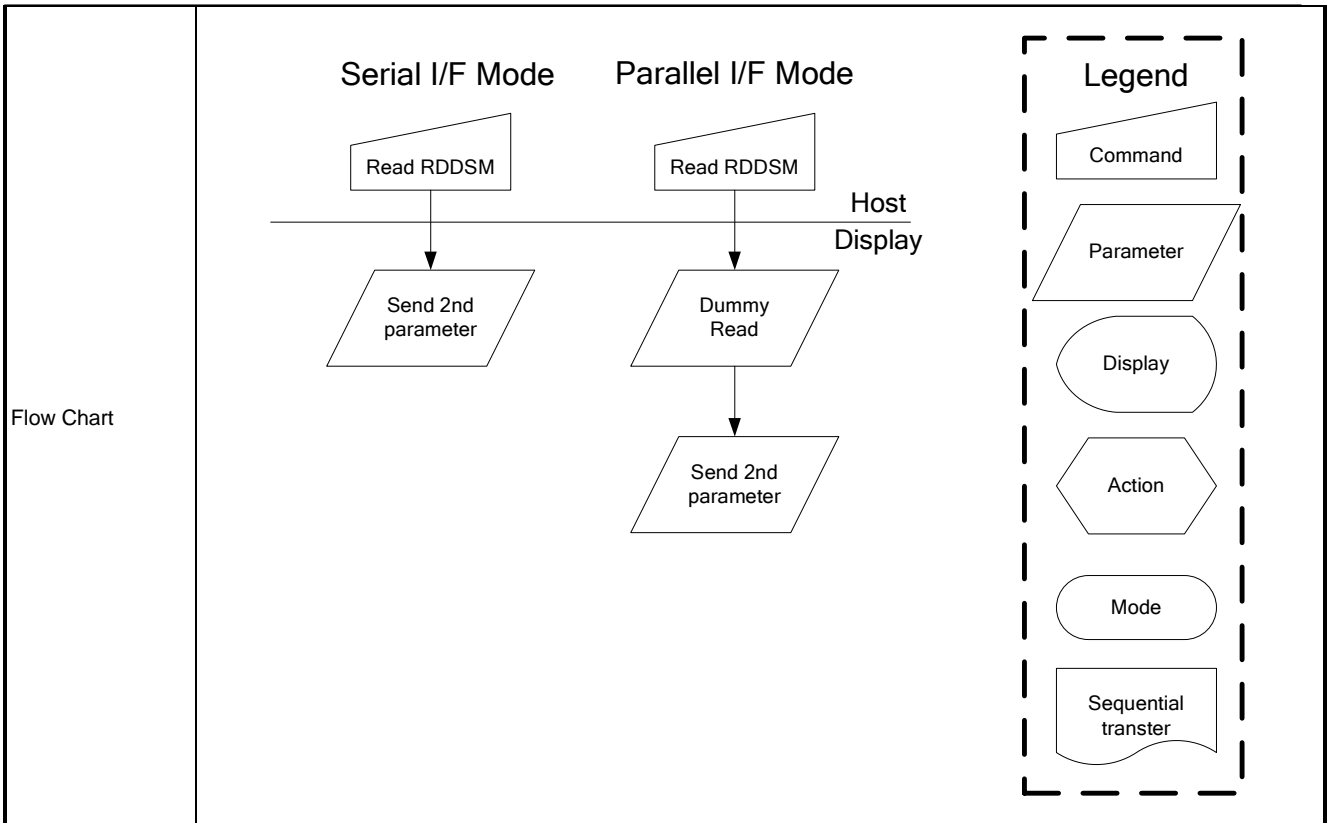 Flow Chart
Serial I/F Mode
Read RDDSM
Send 2nd
parameter
Parallel I/F Mode
Read RDDSM
Host
Display
Dummy
Read
Send 2nd
parameter
Legend
Command
Parameter
Display
Action
Mode
Sequential
transter